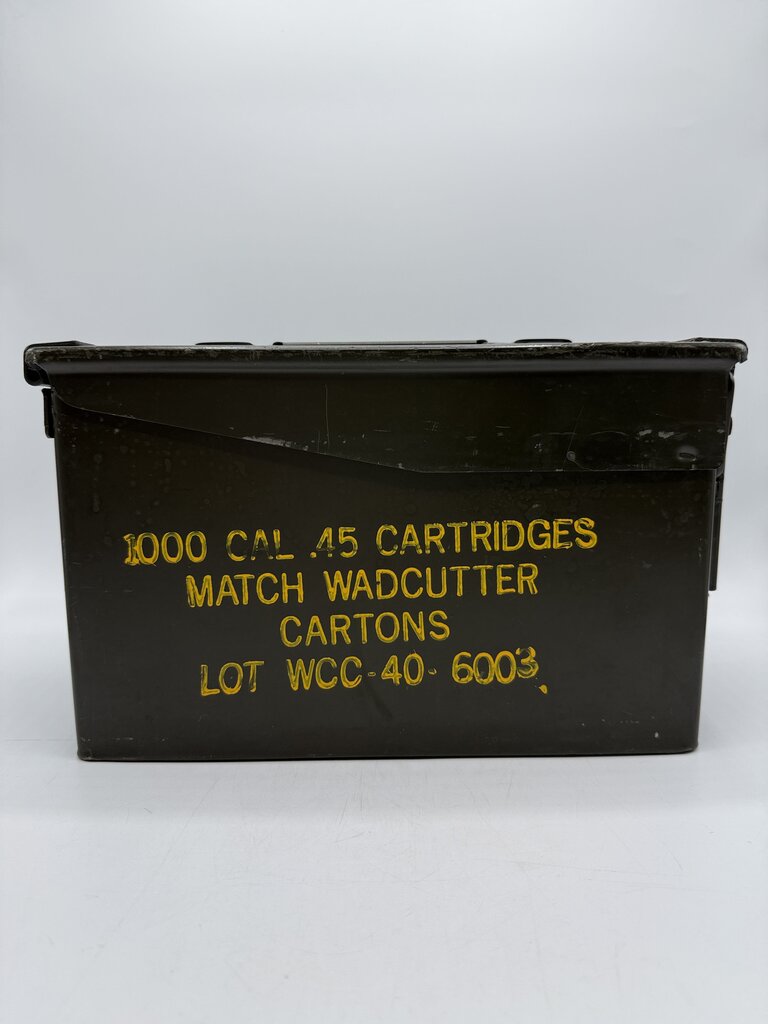 1000 CAL .45 CARTRIDGES
MATCH WADCUTTER
CARTONS
LOT WCC-40-6003